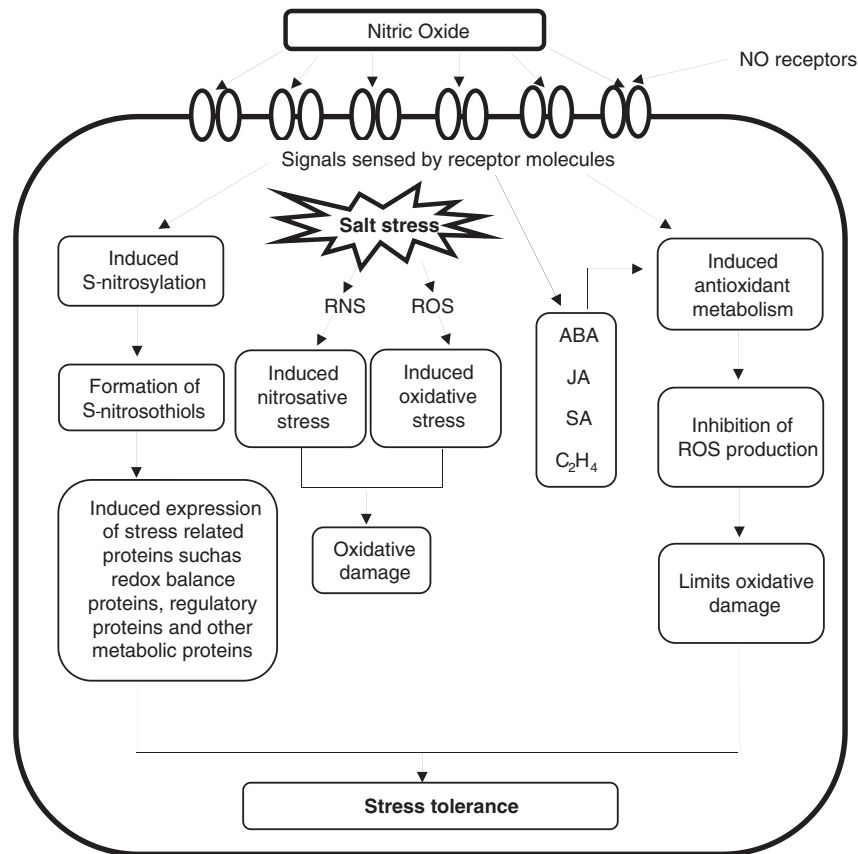 Nitric Oxide
NO receptors
Signals sensed by receptor molecules
Salt stress
Induced
S-nitrosylation
Formation of
S-nitrosothiols
Induced expression
of stress related
proteins suchas
redox balance
proteins, regulatory
proteins and other
metabolic proteins
RNS
ROS
Induced
nitrosative
stress
Induced
oxidative
stress
Oxidative
damage
ABA
JA
SA
C₂H₄
Induced
antioxidant
metabolism
Inhibition of
ROS production
Limits oxidative
damage
Stress tolerance